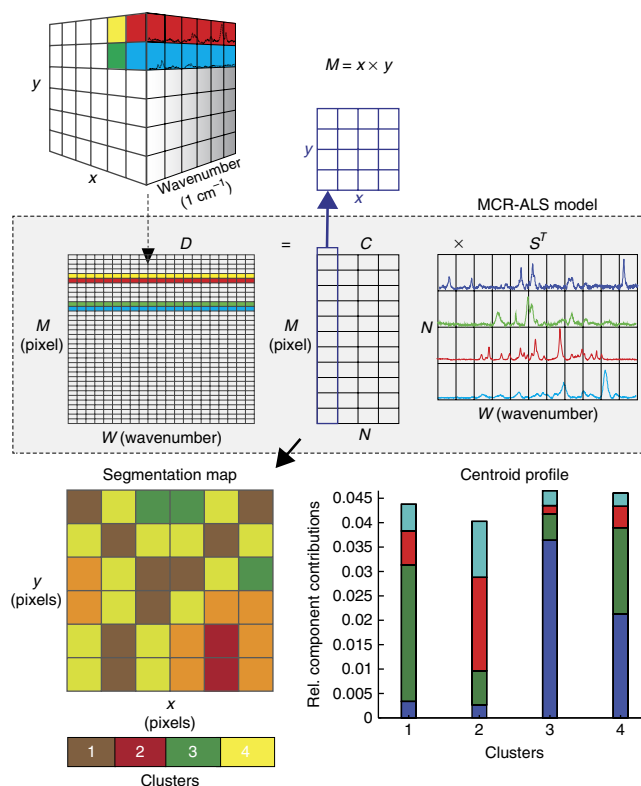 y
x
Wavenumber
(1 cm⁻¹)
M = x × y
y
x
MCR-ALS model
D = C × Sᵀ
M
(pixel)
M
(pixel)
N
W (wavenumber)
N
W (wavenumber)
Segmentation map
y
(pixels)
x
(pixels)
1 2 3 4
Clusters
Centroid profile
Rel. component contributions
0.045
0.04
0.035
0.03
0.025
0.02
0.015
0.01
0.005
0
1 2 3 4
Clusters